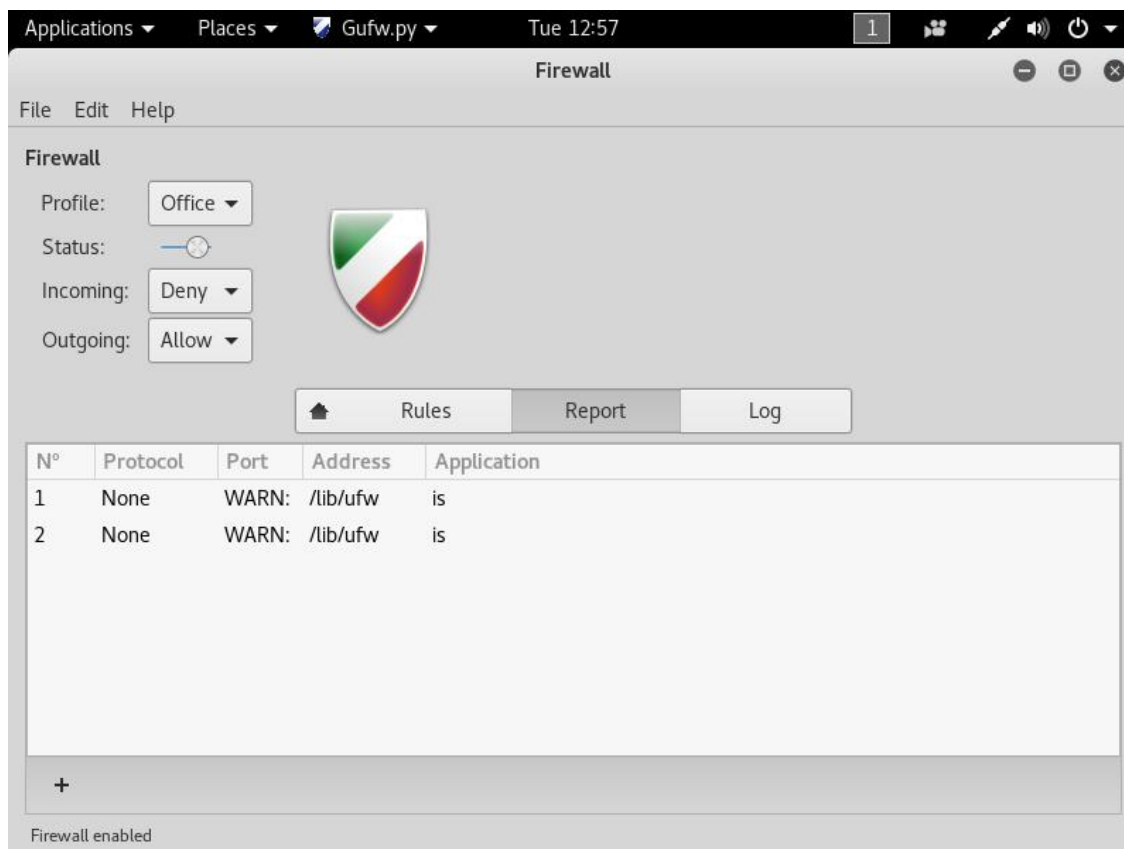 Applications Places Gufw.py Tue 12:57 1
Firewall
File Edit Help
Firewall
Profile: Office
Status:
Incoming: Deny
Outgoing: Allow
Rules Report Log
N° Protocol Port Address Application
1 None WARN: /lib/ufw is
2 None WARN: /lib/ufw is
+
Firewall enabled